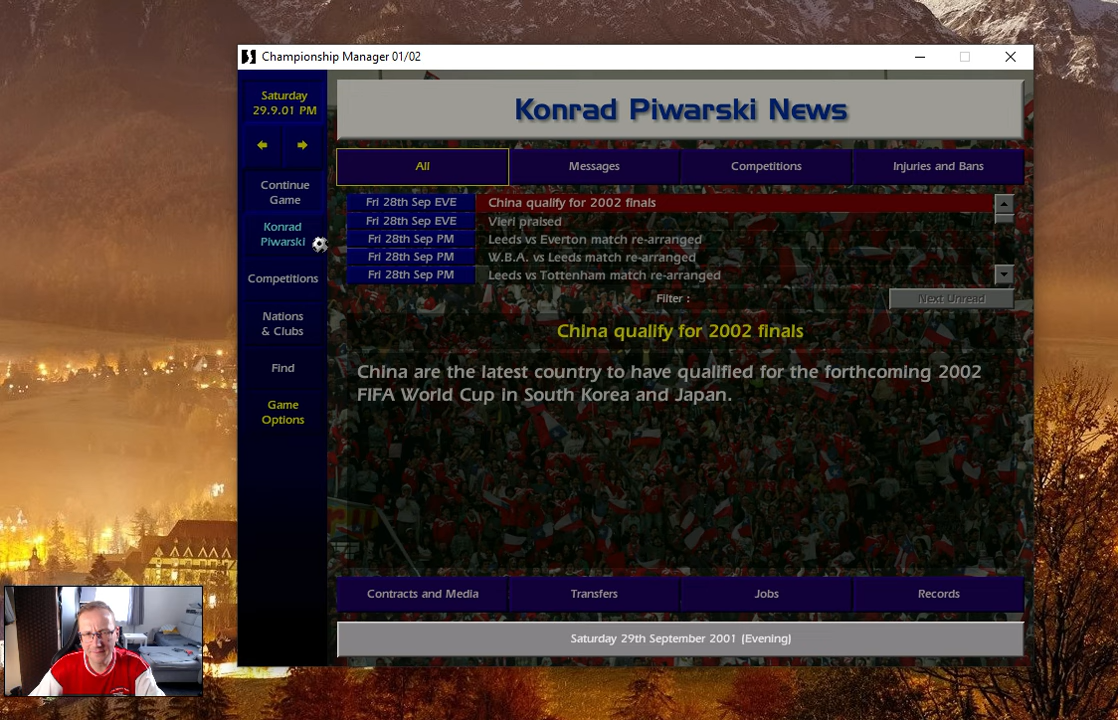 Championship Manager 01/02
Saturday
29.9.01 PM
Konrad Piwarski News
All
Messages
Competitions
Injuries and Bans
Continue
Game
Konrad
Piwarski
Competitions
Nations
& Clubs
Find
Game
Options
Fri 28th Sep EVE China qualify for 2002 finals
Fri 28th Sep EVE Vieri praised
Fri 28th Sep PM Leeds vs Everton match re-arranged
Fri 28th Sep PM W.B.A. vs Leeds match re-arranged
Fri 28th Sep PM Leeds vs Tottenham match re-arranged
Filter :
Next Unread
China qualify for 2002 finals
China are the latest country to have qualified for the forthcoming 2002
FIFA World Cup in South Korea and Japan.
Contracts and Media
Transfers
Jobs
Records
Saturday 29th September 2001 (Evening)